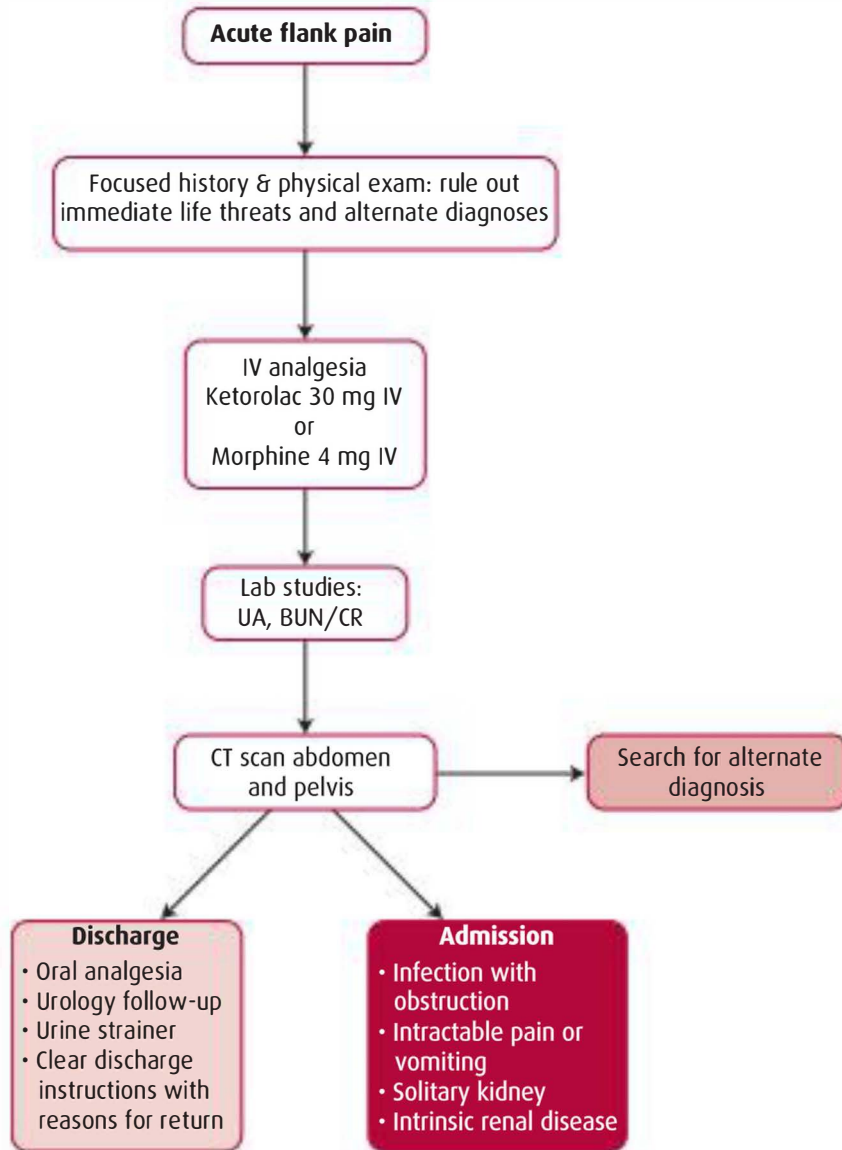 Acute flank pain
Focused history & physical exam: rule out
immediate life threats and alternate diagnoses
IV analgesia
Ketorolac 30 mg IV
or
Morphine 4 mg IV
Lab studies:
UA, BUN/CR
CT scan abdomen
and pelvis
Search for alternate
diagnosis
Discharge
• Oral analgesia
• Urology follow-up
• Urine strainer
• Clear discharge
instructions with
reasons for return
Admission
• Infection with
obstruction
• Intractable pain or
vomiting
• Solitary kidney
• Intrinsic renal disease